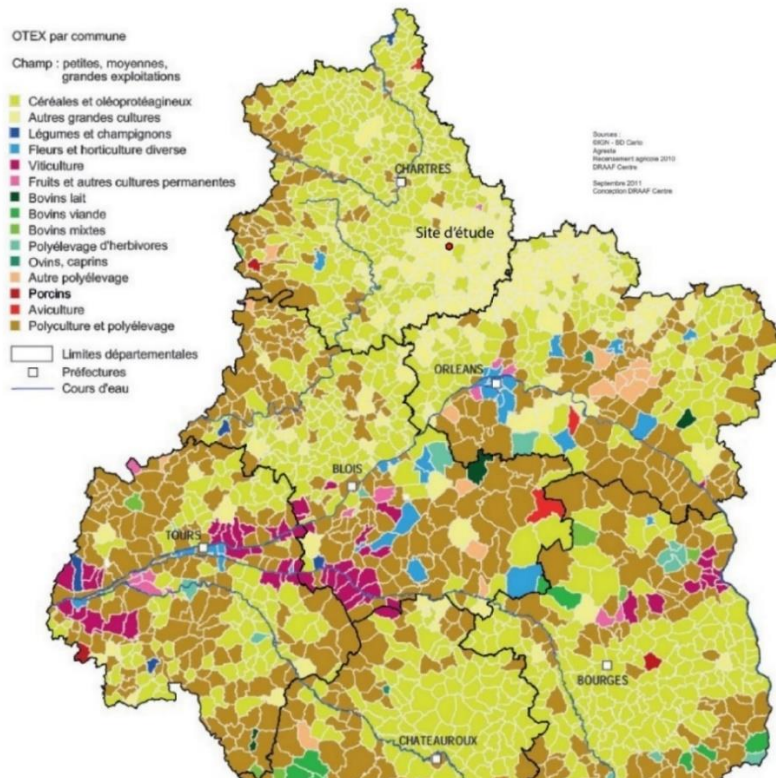 OTEX par commune
Champ : petites, moyennes,
grandes exploitations
Céréales et oléoprotéagineux
Autres grandes cultures
Légumes et champignons
Fleurs et horticulture diverse
Viticulture
Fruits et autres cultures permanentes
Bovins lait
Bovins viande
Bovins mixtes
Polyélevage d'herbivores
Ovins, caprins
Autre polyélevage
Porcins
Aviculture
Polyculture et polyélevage
Limites départementales
Préfectures
Cours d'eau
Sources :
©IGN - BD Carto
Agreste
Recensement agricole 2010
DRAAF Centre
Septembre 2011
Conception DRAAF Centre
CHARTRES
Site d'étude
ORLEANS
BLOIS
TOURS
BOURGES
CHATEAUROUX